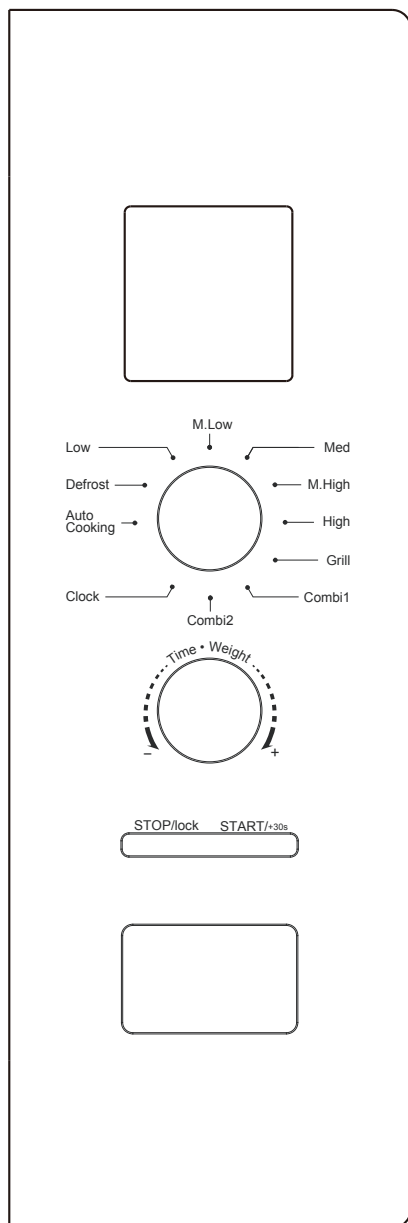 M.Low
Low
Med
Defrost
M.High
Auto
Cooking
High
Grill
Clock
Combi1
Combi2
Time • Weight
– +
STOP/lock START/+30s